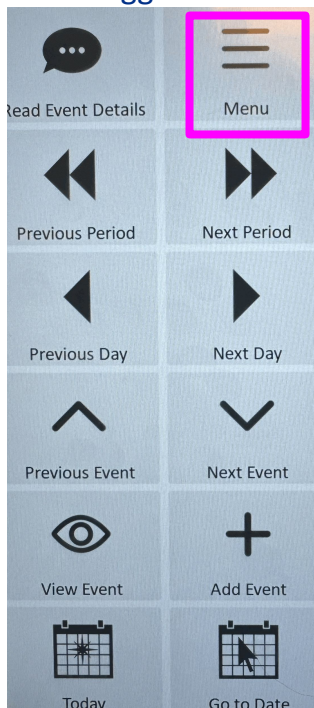 Read Event Details
Menu
Previous Period
Next Period
Previous Day
Next Day
Previous Event
Next Event
View Event
Add Event
Today
Go to Date